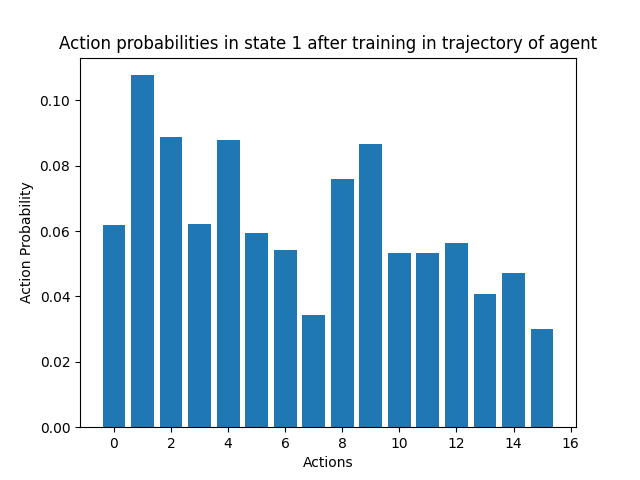 Action probabilities in state 1 after training in trajectory of agent
0.10
0.08
0.06
0.04
0.02
0.00
Action Probability
0 2 4 6 8 10 12 14 16
Actions